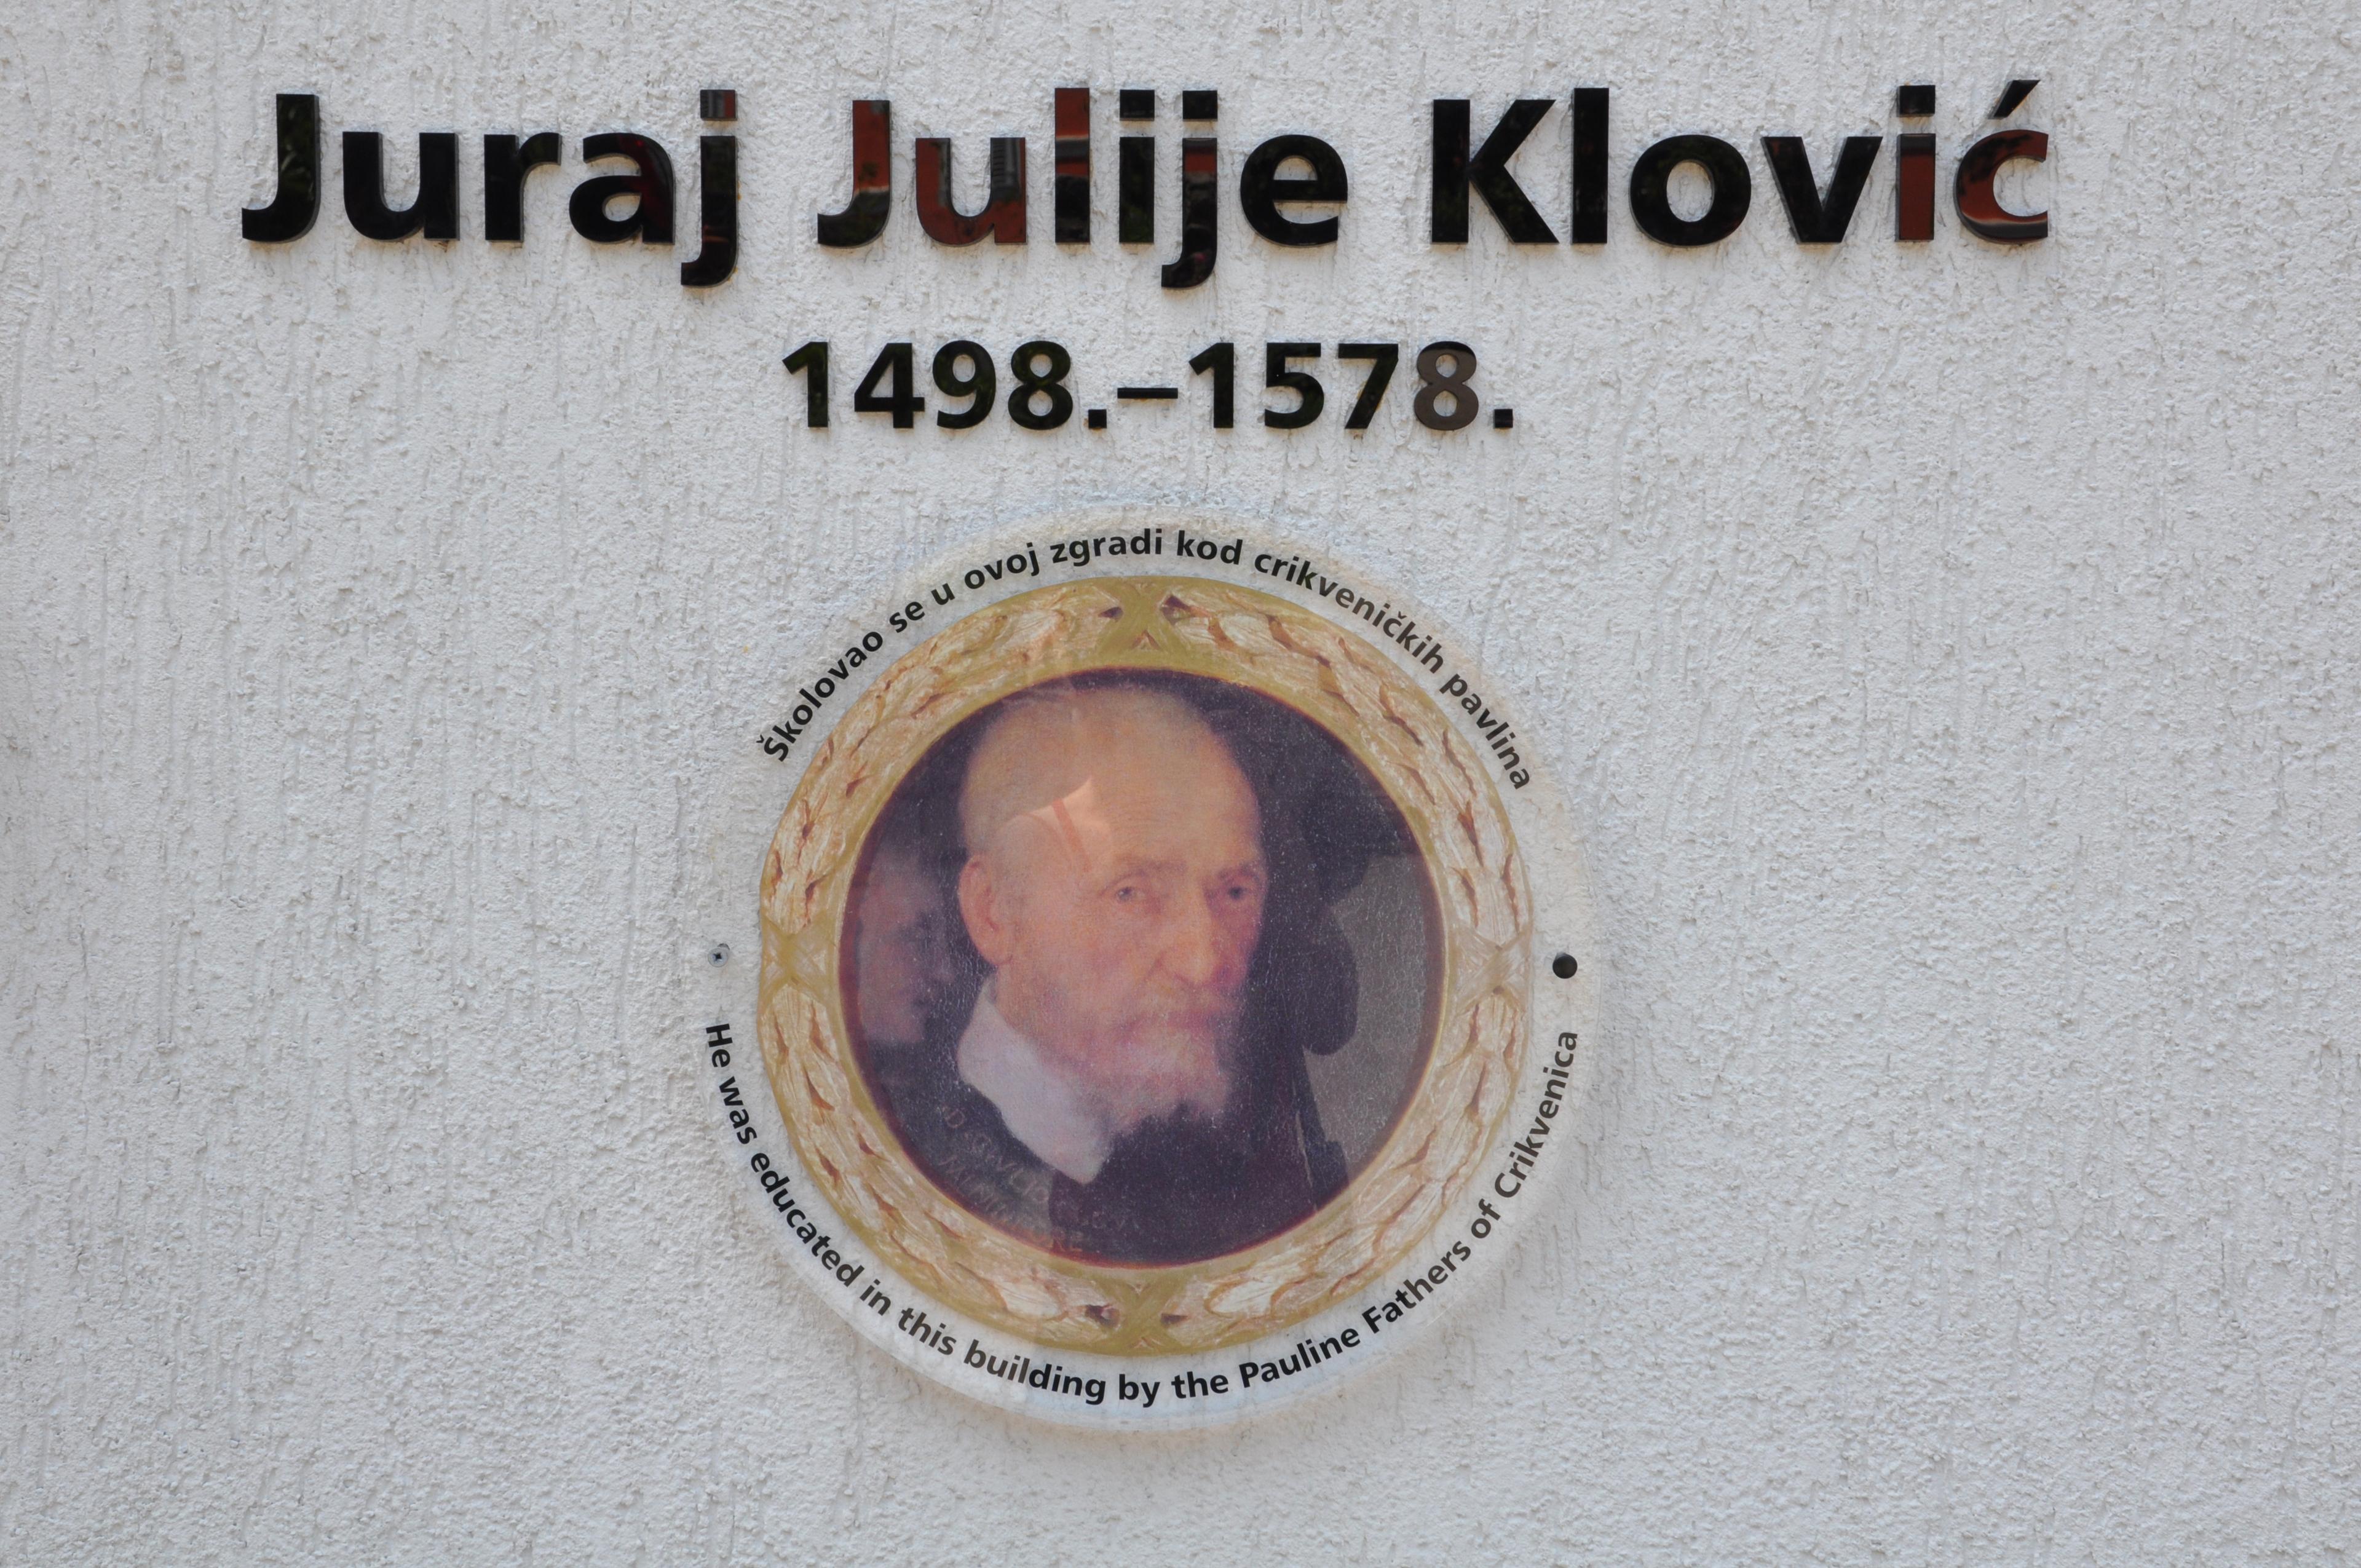 Juraj Julije Klović
1498.–1578.
Školovao se u ovoj zgradi kod crikveničkih pavlina
He was educated in this building by the Pauline Fathers of Crikvenica